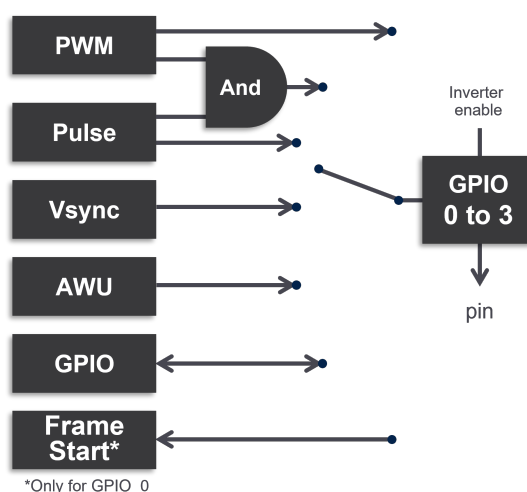 PWM
And
Pulse
Inverter
enable
GPIO
0 to 3
Vsync
AWU
pin
GPIO
Frame
Start*
*Only for GPIO_0